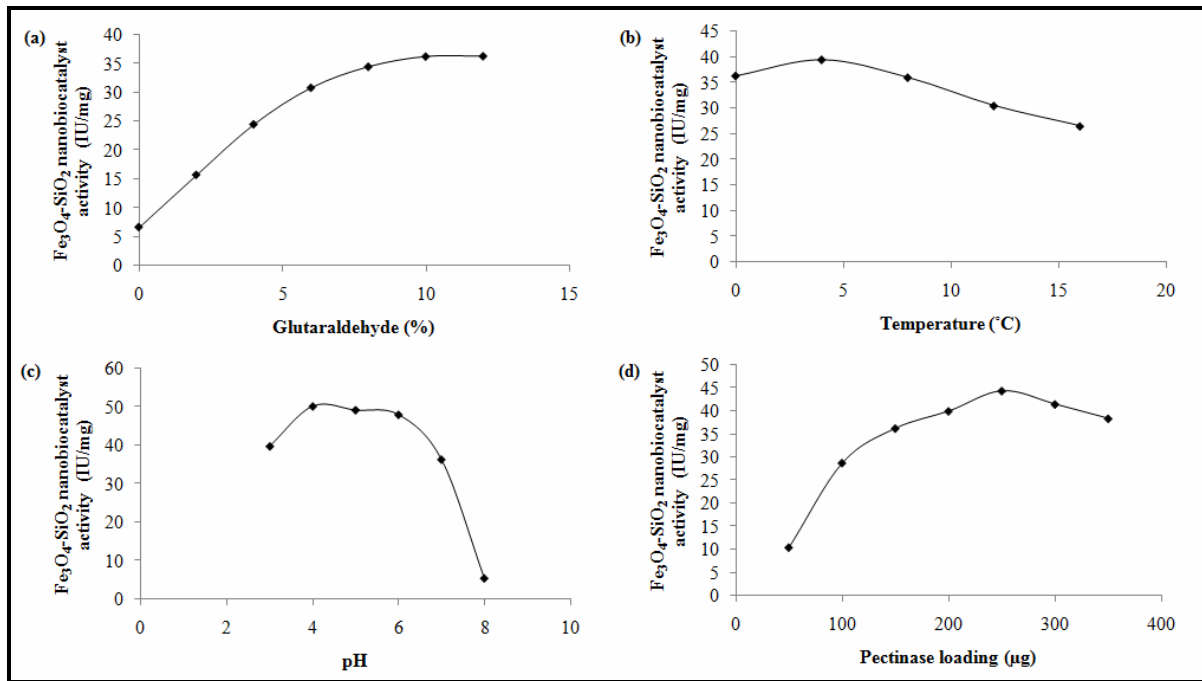 (a)
Fe₃O₄-SiO₂ nanobiocatalyst
activity (IU/mg)
40
35
30
25
20
15
10
5
0
0 5 10 15
Glutaraldehyde (%)
(b)
Fe₃O₄-SiO₂ nanobiocatalyst
activity (IU/mg)
45
40
35
30
25
20
15
10
5
0
0 5 10 15 20
Temperature (˚C)
(c)
Fe₃O₄-SiO₂ nanobiocatalyst
activity (IU/mg)
60
50
40
30
20
10
0
0 2 4 6 8 10
pH
(d)
Fe₃O₄-SiO₂ nanobiocatalyst
activity (IU/mg)
50
45
40
35
30
25
20
15
10
5
0
0 100 200 300 400
Pectinase loading (µg)